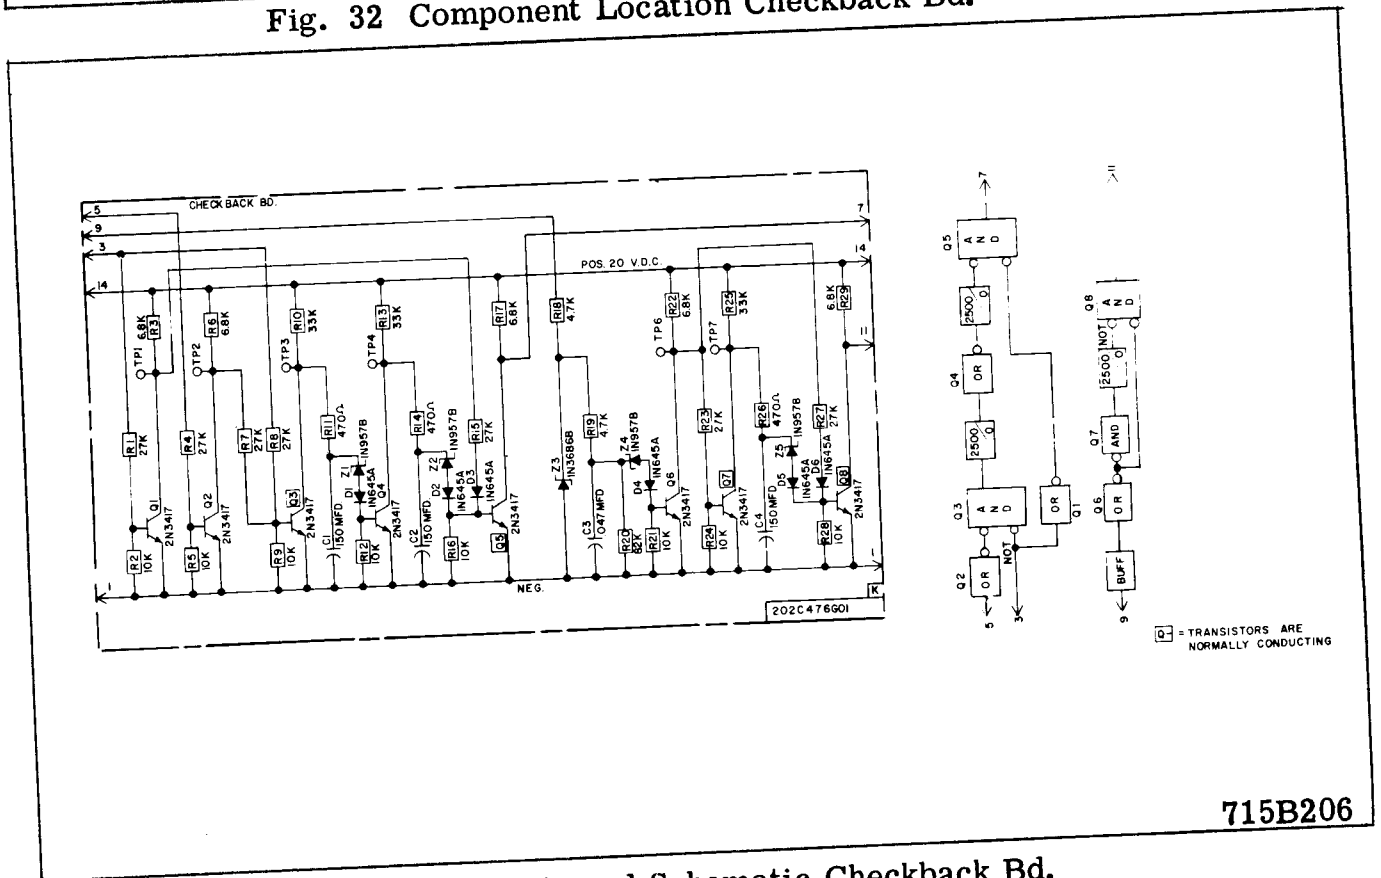 Fig. 32 Component Location Checkback Bd.
CHECKBACK BD.
5
9
3
14
7
14
POS. 20 V.D.C.
R3
6.8K
R6
6.8K
R10
33K
R13
33K
R17
6.8K
R18
4.7K
R22
6.8K
R25
33K
6.8K
R29
TP1
TP2
TP3
TP4
TP6
TP7
11
R1
27K
R4
27K
R7
27K
R8
27K
R11
470Ω
Z1
IN957B
D1
IN645A
R14
470Ω
Z2
IN957B
D2
IN645A
R15
27K
D3
IN645A
Z3
IN3686B
R19
4.7K
Z4
IN957B
D4
IN645A
R23
27K
R26
470Ω
Z5
IN957B
D5
IN645A
D6
IN645A
R27
27K
Q1
2N3417
Q2
2N3417
Q3
2N3417
Q4
2N3417
Q5
2N3417
Q6
2N3417
Q7
2N3417
Q8
2N3417
R2
10K
R5
10K
R9
10K
C1
150MFD
R12
10K
C2
150MFD
R16
10K
C3
.047MFD
R20
82K
R21
10K
R24
10K
C4
150MFD
R28
10K
1
NEG.
K
202C476G01
7
Q5
AND
2500
0
Q4
OR
2500
0
Q3
AND
NOT
Q2
OR
OR
Q1
5
3
11
Q8
AND
NOT
2500
0
Q7
AND
Q6
OR
BUFF
9
Q = TRANSISTORS ARE
NORMALLY CONDUCTING
715B206
Schematic Checkback Bd.